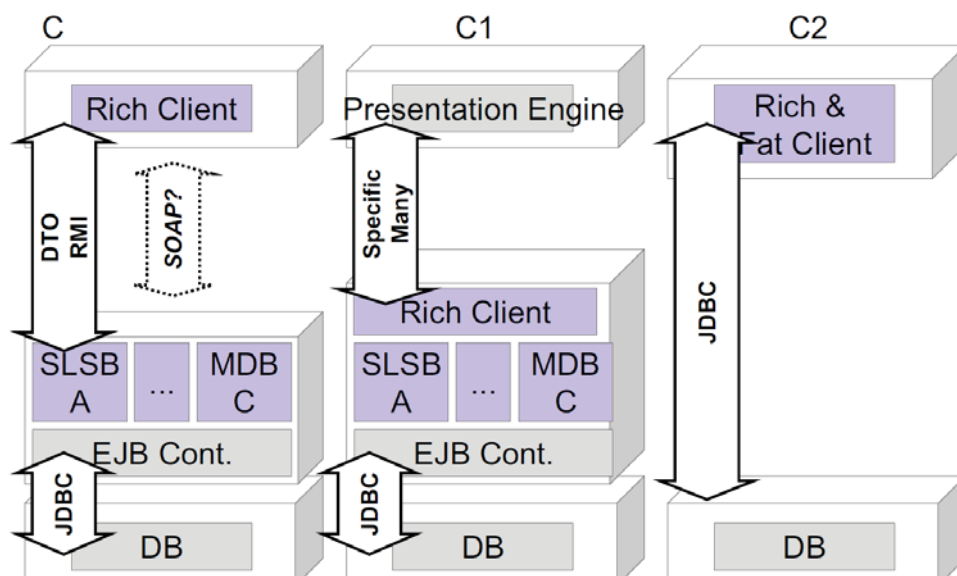 C
C1
C2
Rich Client
Presentation Engine
Rich &
Fat Client
DTO
RMI
SOAP?
Specific
Many
JDBC
Rich Client
SLSB
A
...
MDB
C
SLSB
A
...
MDB
C
EJB Cont.
EJB Cont.
JDBC
JDBC
DB
DB
DB